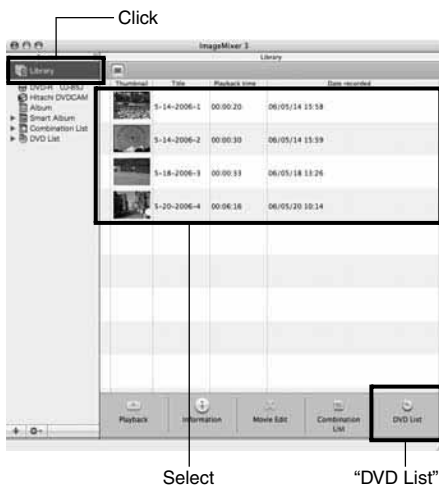 Click
ImageMixer 3
Library
Library
Thumbnail Title Playback time Date recorded
Hitachi DVDCAM
Album
Smart Album
Combination List
DVD List
5-14-2006-1 00:00:20 06/05/14 15:58
5-14-2006-2 00:00:30 06/05/14 15:59
5-18-2006-3 00:00:33 06/05/18 13:26
5-20-2006-4 00:06:16 06/05/20 10:14
Playback Information Movie Edit Combination List DVD List
Select "DVD List"